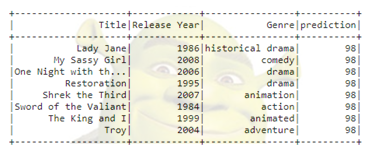 +--------------------+------------+----------------+----------+
|               Title|Release Year|           Genre|prediction|
+--------------------+------------+----------------+----------+
|           Lady Jane|        1986|historical drama|        98|
|       My Sassy Girl|        2008|          comedy|        98|
|One Night with th...|        2006|           drama|        98|
|         Restoration|        1995|           drama|        98|
|     Shrek the Third|        2007|       animation|        98|
|Sword of the Valiant|        1984|          action|        98|
|      The King and I|        1999|        animated|        98|
|                Troy|        2004|       adventure|        98|
+--------------------+------------+----------------+----------+